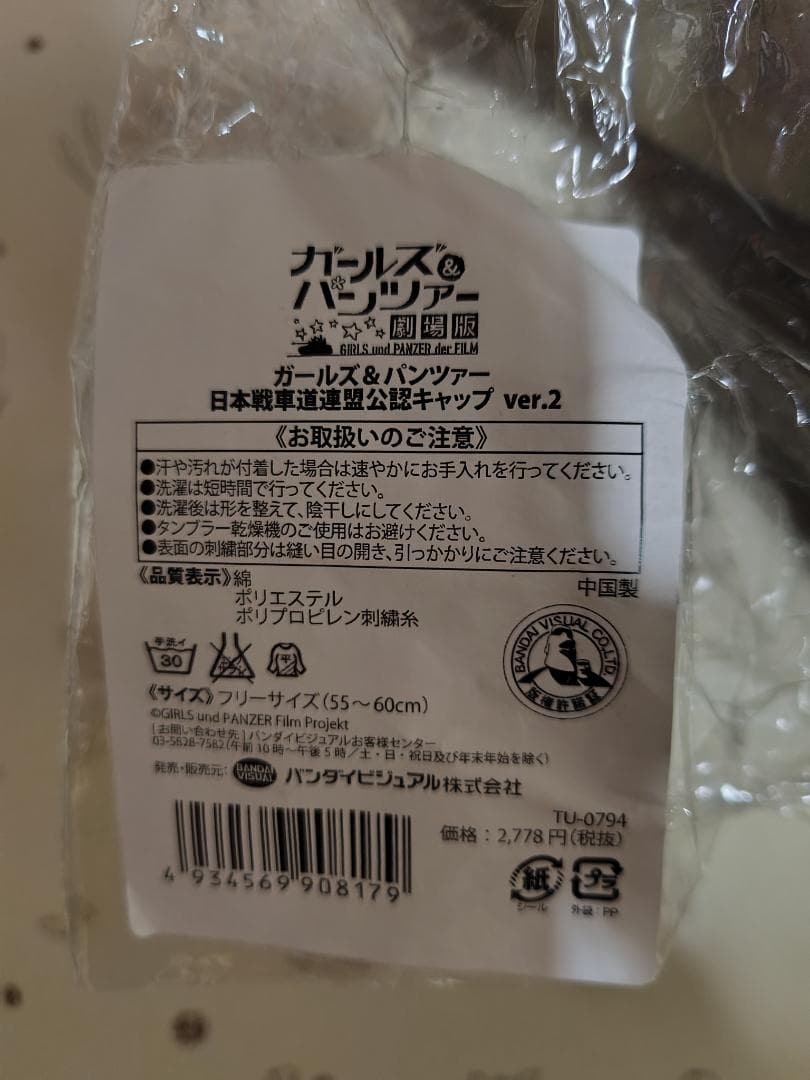 ガールズ&
パンツァー
劇場版
GIRLS und PANZER der FILM
ガールズ&パンツァー
日本戦車道連盟公認キャップ ver.2
《お取扱いのご注意》
●汗や汚れが付着した場合は速やかにお手入れを行ってください。
●洗濯は短時間で行ってください。
●洗濯後は形を整えて、陰干しにしてください。
●タンブラー乾燥機のご使用はお避けください。
●表面の刺繍部分は縫い目の開き、引っかかりにご注意ください。
《品質表示》綿
ポリエステル
ポリプロピレン刺繍糸
中国製
手洗イ
30
平
BANDAI VISUAL CO.,LTD.
版権許諾証
《サイズ》フリーサイズ(55～60cm)
©GIRLS und PANZER Film Projekt
[お問い合わせ先]バンダイビジュアルお客様センター
03-5828-7582(午前10時～午後5時/土・日・祝日及び年末年始を除く)
発売・販売元: BANDAI VISUAL バンダイビジュアル株式会社
TU-0794
価格:2,778円(税抜)
4 934569 908179
紙
シール
プラ
外袋:PP